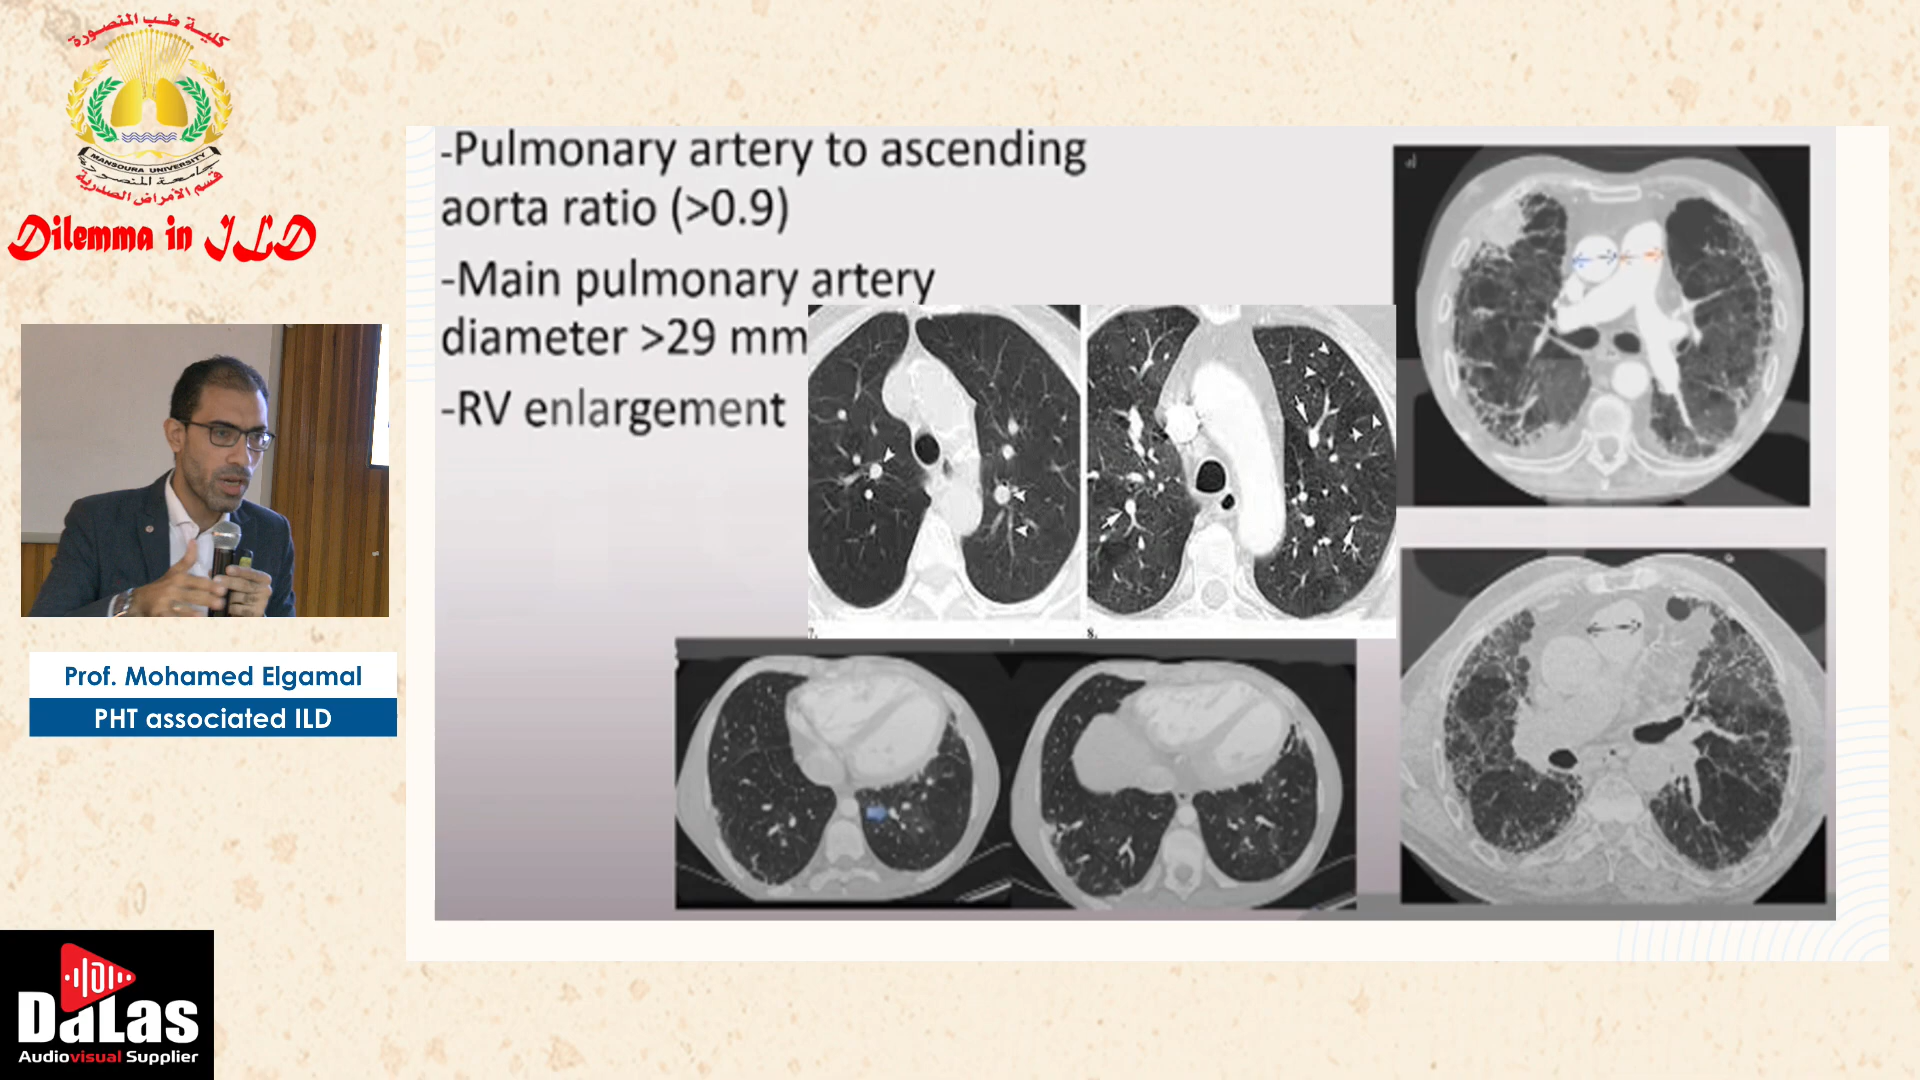 كلية طب المنصورة
MANSOURA UNIVERSITY
جامعة المنصورة
قسم الأمراض الصدرية
Dilemma in ILD
-Pulmonary artery to ascending
aorta ratio (>0.9)
-Main pulmonary artery
diameter >29 mm
-RV enlargement
7.
8.
Prof. Mohamed Elgamal
PHT associated ILD
DaLas
Audiovisual Supplier